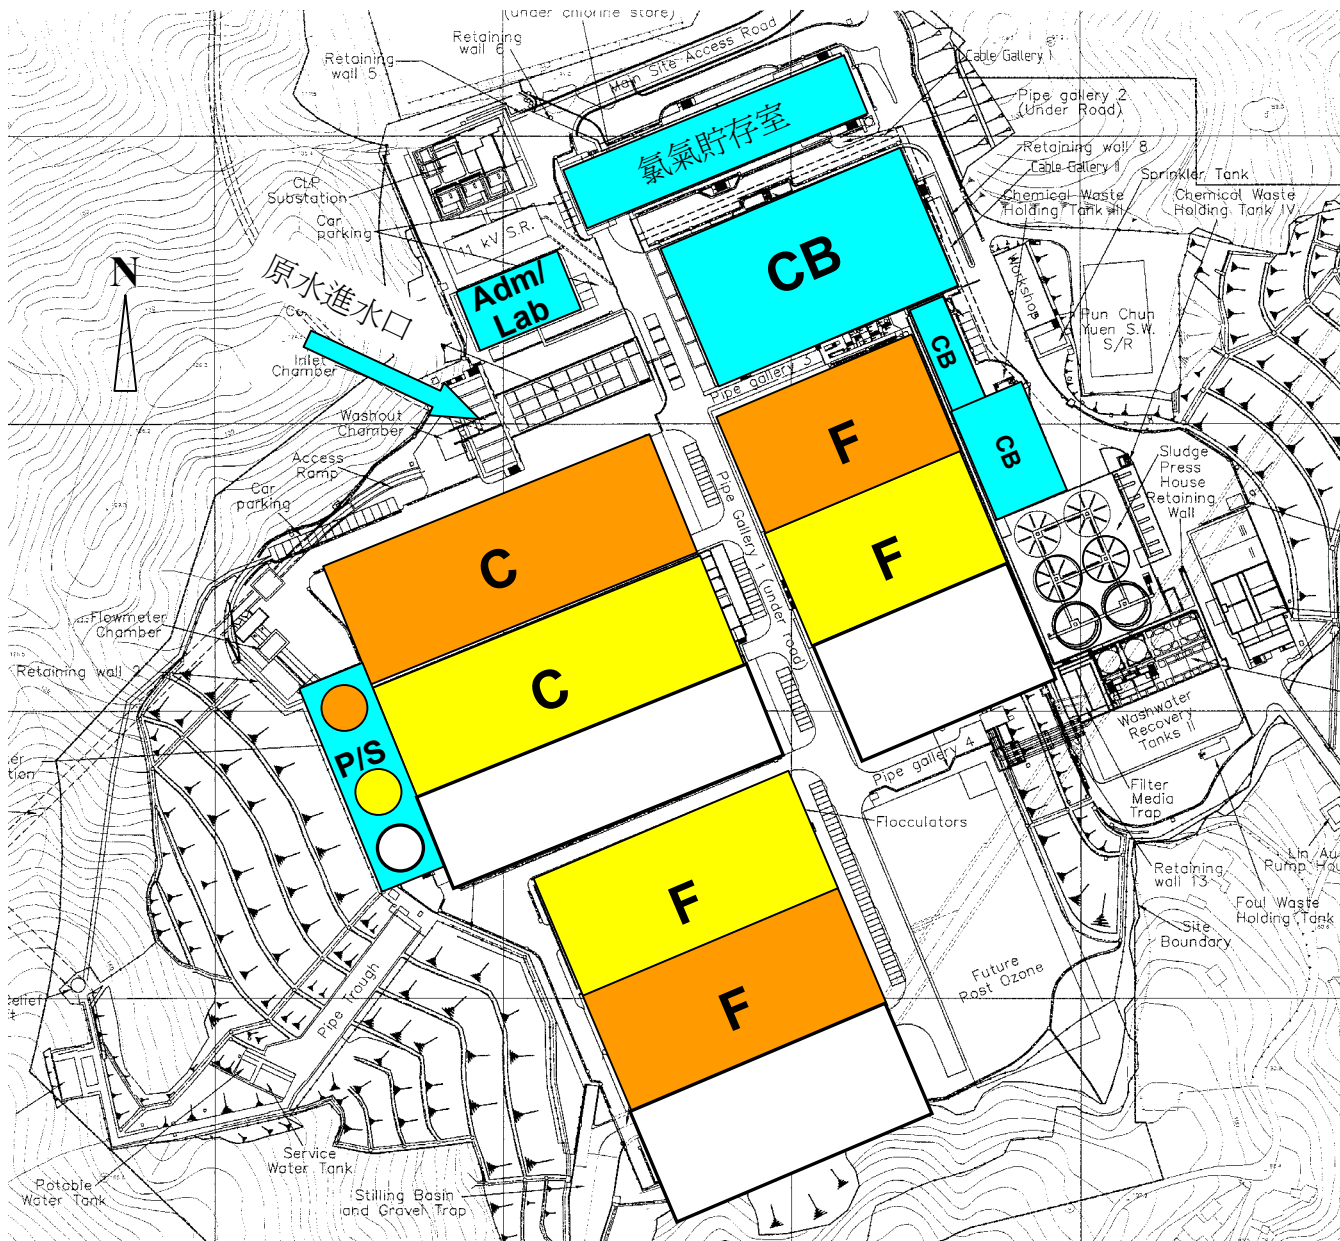 (under chlorine store)
Retaining
wall 6
Retaining
wall 5
Main Site Access Road
Cable Gallery I
Pipe gallery 2
(Under Road)
Retaining wall 8
Cable Gallery II
Sprinkler Tank
Chemical Waste
Holding Tank III
Chemical Waste
Holding Tank IV
氯氣貯存室
CLP
Substation
Car
parking
11 kV S.R.
N
原水進水口
Adm/
Lab
CB
Workshop
Pun Chun
Yuen S.W.
S/R
Inlet
Chamber
Pipe gallery 3
CB
Washout
Chamber
F
CB
Access
Ramp
Sludge
Press
House
Retaining
Wall
Car
parking
Pipe Gallery 1 (under road)
C
F
Flowmeter
Chamber
Retaining wall 2
C
P/S
Washwater
Recovery
Tanks II
Pipe gallery 4
Filter
Media
Trap
Flocculators
Lin Au
Pump Hou
Retaining
wall 13
F
Foul Waste
Holding Tank
Site
Boundary
Future
Post Ozone
Pipe Trough
F
Service
Water Tank
Potable
Water Tank
Stilling Basin
and Gravel Trap